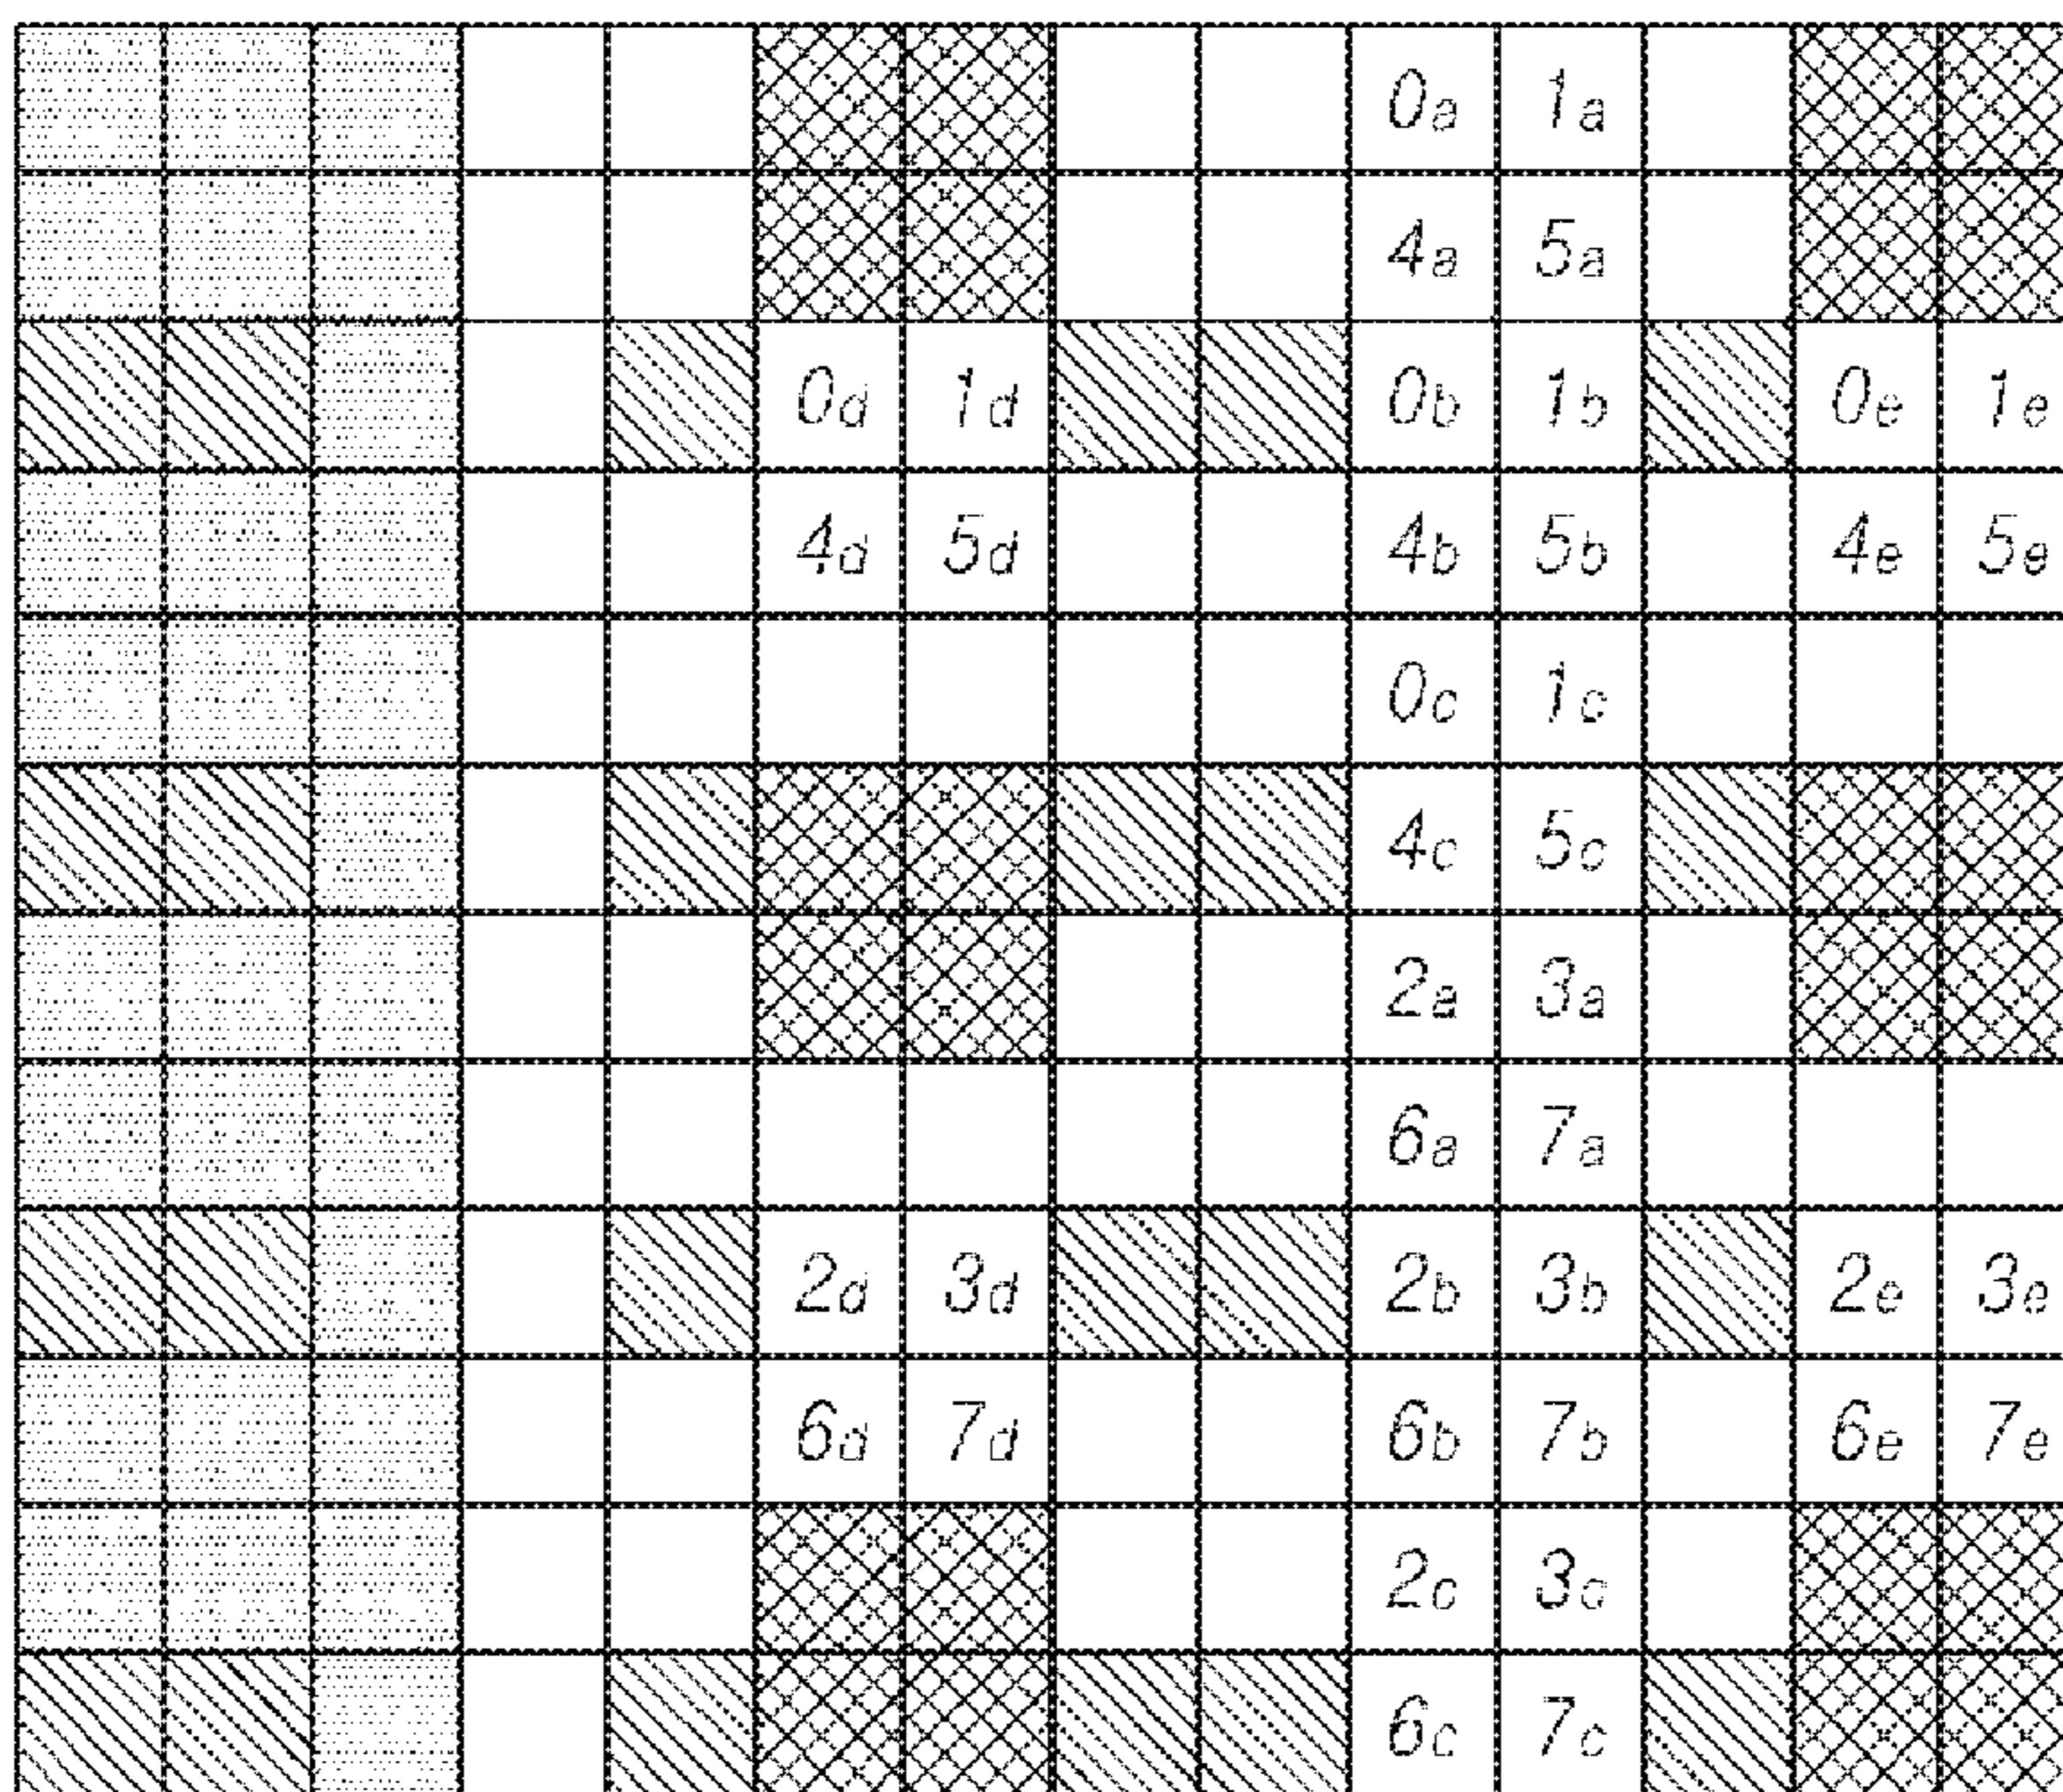 0a 1a
4a 5a
0d 1d 0b 1b 0e 1e
4d 5d 4b 5b 4e 5e
0c 1c
4c 5c
2a 3a
6a 7a
2d 3d 2b 3b 2e 3e
6d 7d 6b 7b 6e 7e
2c 3c
6c 7c